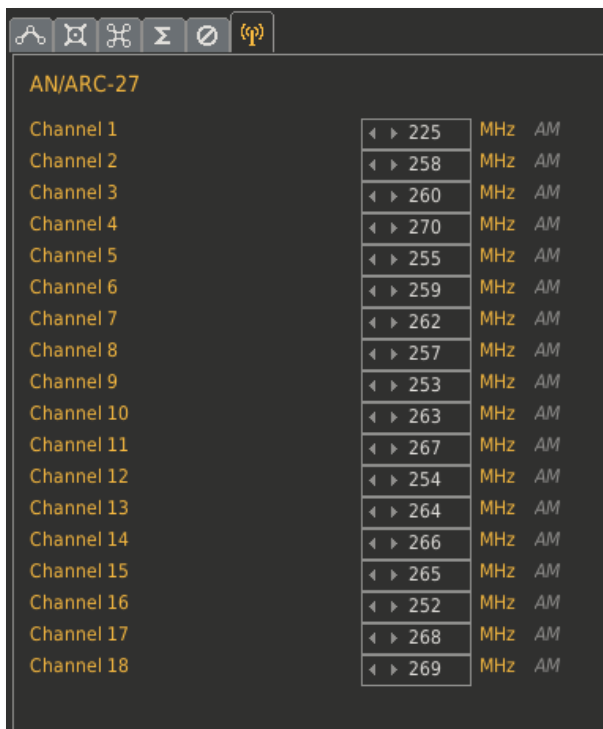 AN/ARC-27
Channel 1 225 MHz AM
Channel 2 258 MHz AM
Channel 3 260 MHz AM
Channel 4 270 MHz AM
Channel 5 255 MHz AM
Channel 6 259 MHz AM
Channel 7 262 MHz AM
Channel 8 257 MHz AM
Channel 9 253 MHz AM
Channel 10 263 MHz AM
Channel 11 267 MHz AM
Channel 12 254 MHz AM
Channel 13 264 MHz AM
Channel 14 266 MHz AM
Channel 15 265 MHz AM
Channel 16 252 MHz AM
Channel 17 268 MHz AM
Channel 18 269 MHz AM